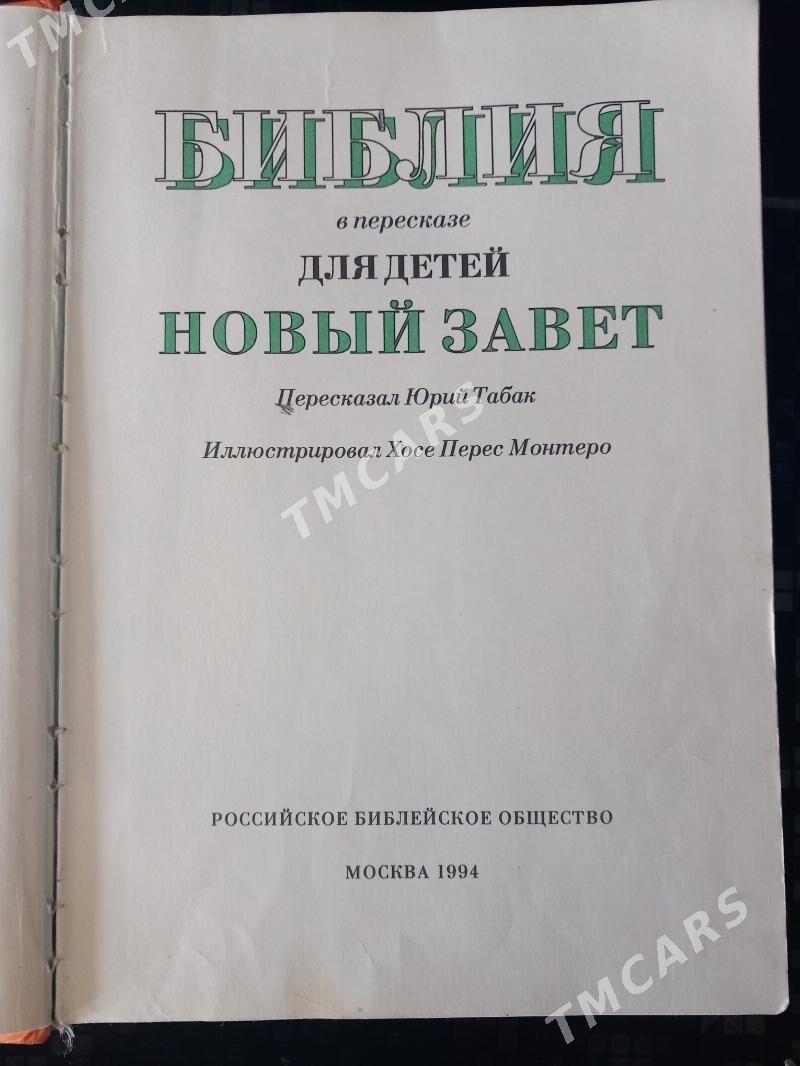 TMCARS
БИБЛИЯ
в пересказе
ДЛЯ ДЕТЕЙ
НОВЫЙ ЗАВЕТ
Пересказал Юрий Табак
Иллюстрировал Хосе Перес Монтеро
TMCARS
РОССИЙСКОЕ БИБЛЕЙСКОЕ ОБЩЕСТВО
МОСКВА 1994
TMCARS